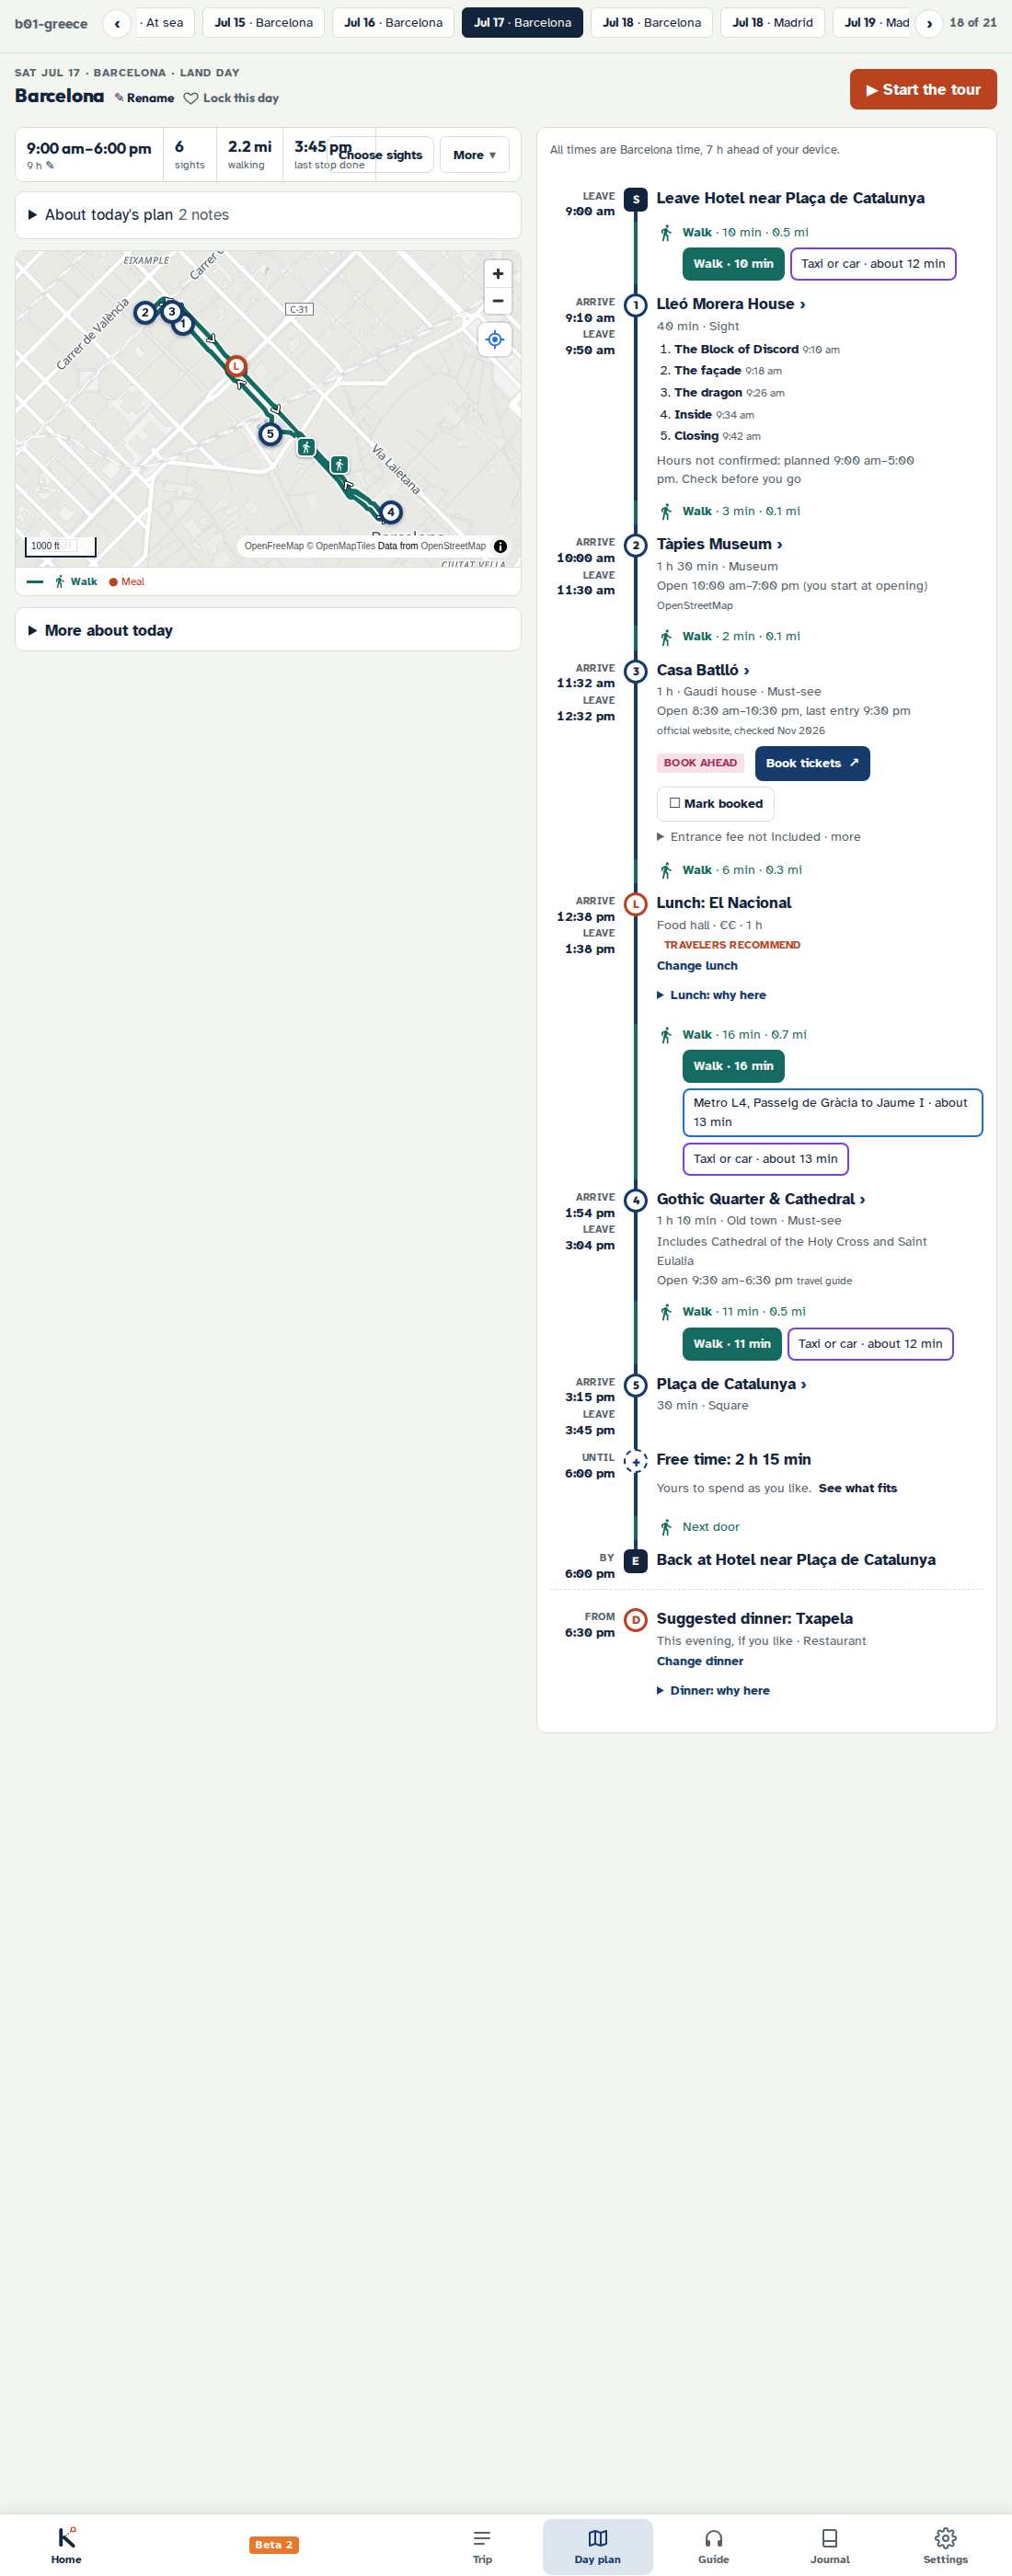 b01-greece
‹
· At sea
Jul 15 · Barcelona
Jul 16 · Barcelona
Jul 17 · Barcelona
Jul 18 · Barcelona
Jul 18 · Madrid
Jul 19 · Mad
›
18 of 21
SAT JUL 17 · BARCELONA · LAND DAY
Barcelona ✎ Rename Lock this day
▶ Start the tour
9:00 am–6:00 pm
9 h ✎
6
sights
2.2 mi
walking
3:45 pm
last stop done
Choose sights
More ▾
▶ About today's plan 2 notes
EIXAMPLE
Carrer de València
C-31
Via Laietana
CIUTAT VELLA
2
3
1
L
5
4
+
−
1000 ft
OpenFreeMap © OpenMapTiles Data from OpenStreetMap
Walk
Meal
▶ More about today
All times are Barcelona time, 7 h ahead of your device.
LEAVE
9:00 am
S
Leave Hotel near Plaça de Catalunya
Walk · 10 min · 0.5 mi
Walk · 10 min
Taxi or car · about 12 min
ARRIVE
9:10 am
LEAVE
9:50 am
1
Lleó Morera House ›
40 min · Sight
1. The Block of Discord 9:10 am
2. The façade 9:18 am
3. The dragon 9:26 am
4. Inside 9:34 am
5. Closing 9:42 am
Hours not confirmed; planned 9:00 am–5:00
pm. Check before you go
Walk · 3 min · 0.1 mi
ARRIVE
10:00 am
LEAVE
11:30 am
2
Tàpies Museum ›
1 h 30 min · Museum
Open 10:00 am–7:00 pm (you start at opening)
OpenStreetMap
Walk · 2 min · 0.1 mi
ARRIVE
11:32 am
LEAVE
12:32 pm
3
Casa Batlló ›
1 h · Gaudí house · Must-see
Open 8:30 am–10:30 pm, last entry 9:30 pm
official website, checked Nov 2026
BOOK AHEAD
Book tickets ↗
☐ Mark booked
▶ Entrance fee not included · more
Walk · 6 min · 0.3 mi
ARRIVE
12:38 pm
LEAVE
1:38 pm
L
Lunch: El Nacional
Food hall · €€ · 1 h
TRAVELERS RECOMMEND
Change lunch
▶ Lunch: why here
Walk · 16 min · 0.7 mi
Walk · 16 min
Metro L4, Passeig de Gràcia to Jaume I · about
13 min
Taxi or car · about 13 min
ARRIVE
1:54 pm
LEAVE
3:04 pm
4
Gothic Quarter & Cathedral ›
1 h 10 min · Old town · Must-see
Includes Cathedral of the Holy Cross and Saint
Eulalia
Open 9:30 am–6:30 pm travel guide
Walk · 11 min · 0.5 mi
Walk · 11 min
Taxi or car · about 12 min
ARRIVE
3:15 pm
LEAVE
3:45 pm
5
Plaça de Catalunya ›
30 min · Square
UNTIL
6:00 pm
+
Free time: 2 h 15 min
Yours to spend as you like. See what fits
Next door
BY
6:00 pm
E
Back at Hotel near Plaça de Catalunya
FROM
6:30 pm
D
Suggested dinner: Txapela
This evening, if you like · Restaurant
Change dinner
▶ Dinner: why here
Home
Beta 2
Trip
Day plan
Guide
Journal
Settings